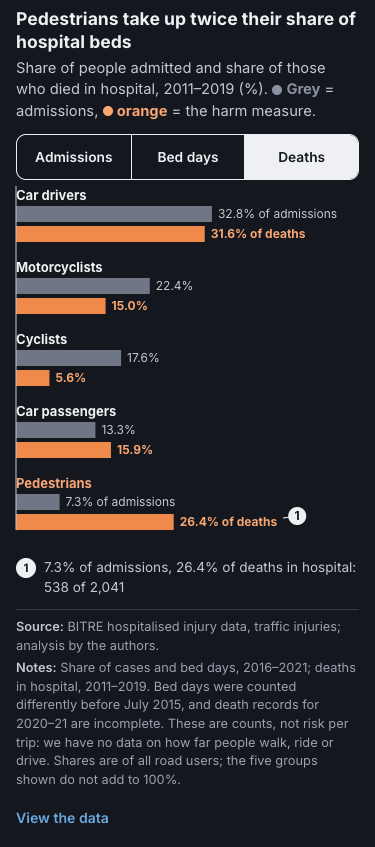 Pedestrians take up twice their share of
hospital beds
Share of people admitted and share of those
who died in hospital, 2011–2019 (%). Grey =
admissions, orange = the harm measure.
Admissions Bed days Deaths
Car drivers
32.8% of admissions
31.6% of deaths
Motorcyclists
22.4%
15.0%
Cyclists
17.6%
5.6%
Car passengers
13.3%
15.9%
Pedestrians
7.3% of admissions
26.4% of deaths 1
1 7.3% of admissions, 26.4% of deaths in hospital:
538 of 2,041
Source: BITRE hospitalised injury data, traffic injuries;
analysis by the authors.
Notes: Share of cases and bed days, 2016–2021; deaths
in hospital, 2011–2019. Bed days were counted
differently before July 2015, and death records for
2020–21 are incomplete. These are counts, not risk per
trip: we have no data on how far people walk, ride or
drive. Shares are of all road users; the five groups
shown do not add to 100%.
View the data